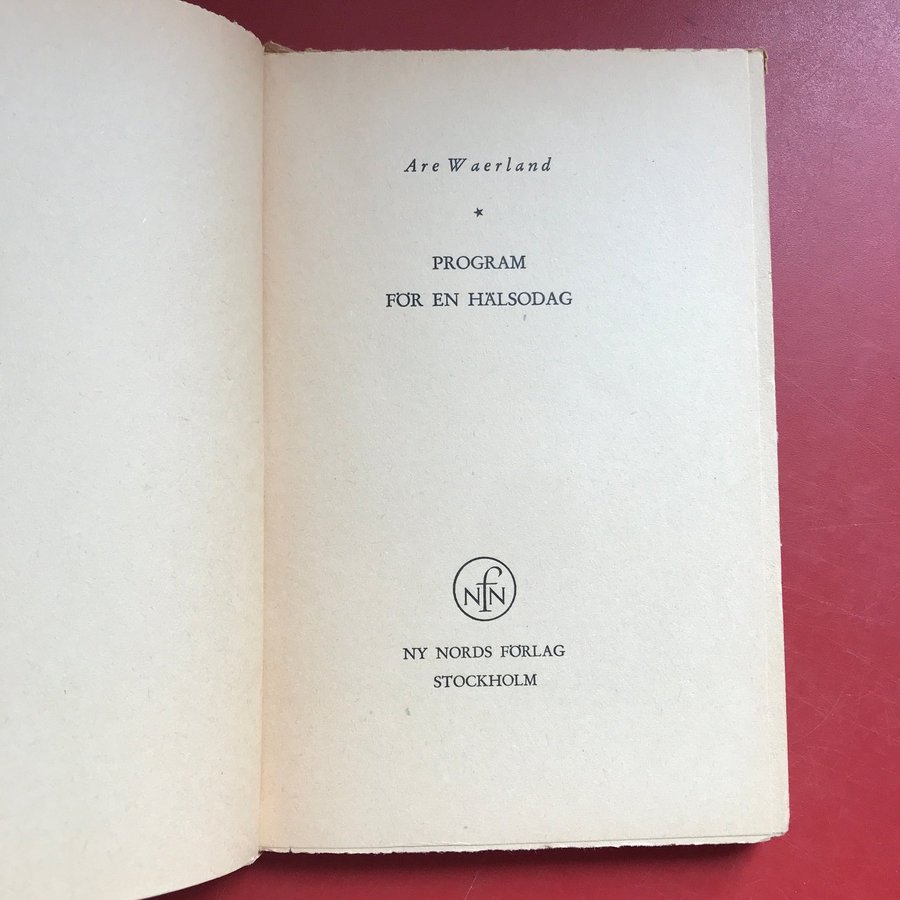 Are Waerland
PROGRAM
FÖR EN HÄLSODAG
NfN
NY NORDS FÖRLAG
STOCKHOLM